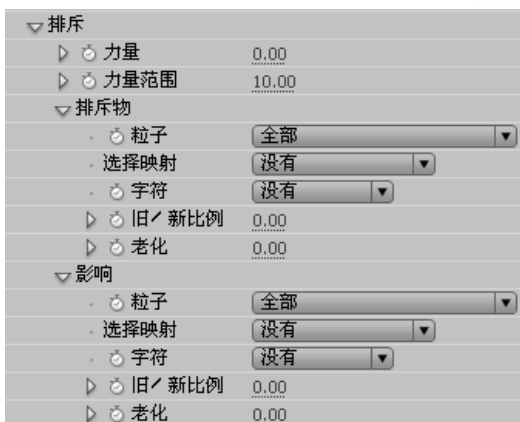 排斥
力量 0.00
力量范围 10.00
排斥物
粒子 全部
选择映射 没有
字符 没有
旧／新比例 0.00
老化 0.00
影响
粒子 全部
选择映射 没有
字符 没有
旧／新比例 0.00
老化 0.00